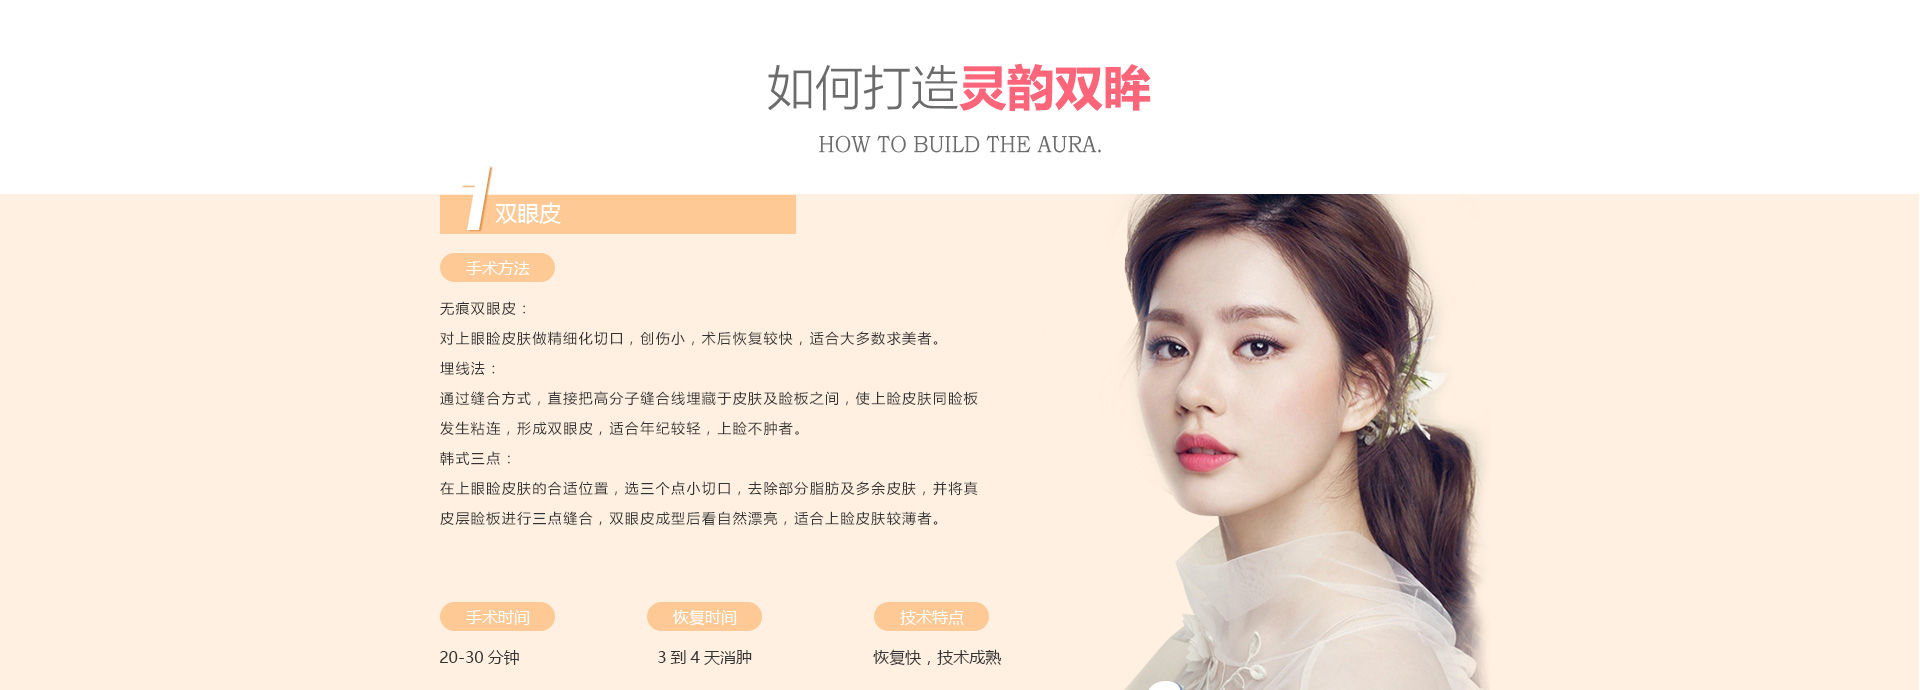 如何打造灵韵双眸
HOW TO BUILD THE AURA.
1 双眼皮
手术方法
无痕双眼皮：
对上眼睑皮肤做精细化切口，创伤小，术后恢复较快，适合大多数求美者。
埋线法：
通过缝合方式，直接把高分子缝合线埋藏于皮肤及睑板之间，使上睑皮肤同睑板
发生粘连，形成双眼皮，适合年纪较轻，上睑不肿者。
韩式三点：
在上眼睑皮肤的合适位置，选三个点小切口，去除部分脂肪及多余皮肤，并将真
皮层睑板进行三点缝合，双眼皮成型后看自然漂亮，适合上睑皮肤较薄者。
手术时间 恢复时间 技术特点
20-30 分钟 3 到 4 天消肿 恢复快，技术成熟